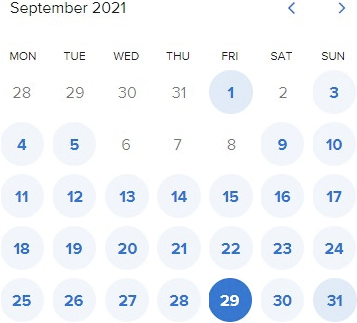 September 2021
MON TUE WED THU FRI SAT SUN
28 29 30 31 1 2 3
4 5 6 7 8 9 10
11 12 13 14 15 16 17
18 19 20 21 22 23 24
25 26 27 28 29 30 31